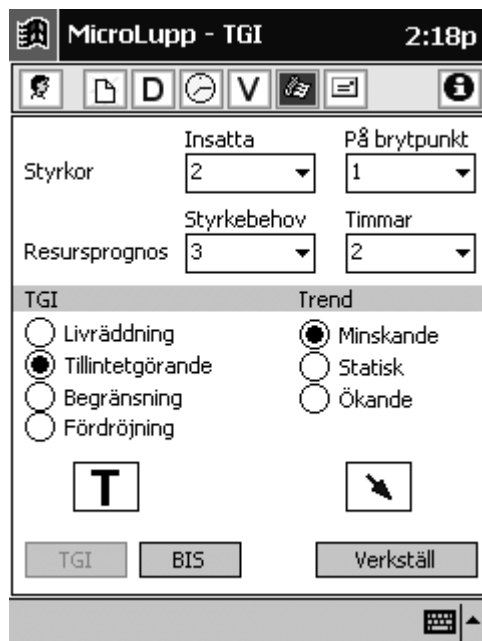 MicroLupp - TGI 2:18p
D V
Insatta På brytpunkt
Styrkor 2 1
Styrkebehov Timmar
Resursprognos 3 2
TGI Trend
Livräddning Minskande
Tillintetgörande Statisk
Begränsning Ökande
Fördröjning
T
TGI BIS Verkställ